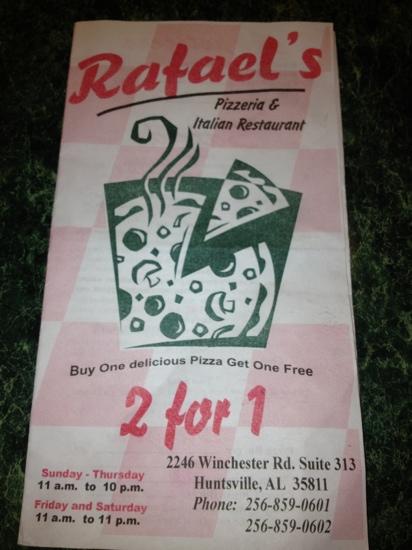 Rafael's
Pizzeria &
Italian Restaurant
Buy One delicious Pizza Get One Free
2 for 1
Sunday - Thursday
11 a.m. to 10 p.m.
Friday and Saturday
11 a.m. to 11 p.m.
2246 Winchester Rd. Suite 313
Huntsville, AL 35811
Phone: 256-859-0601
256-859-0602